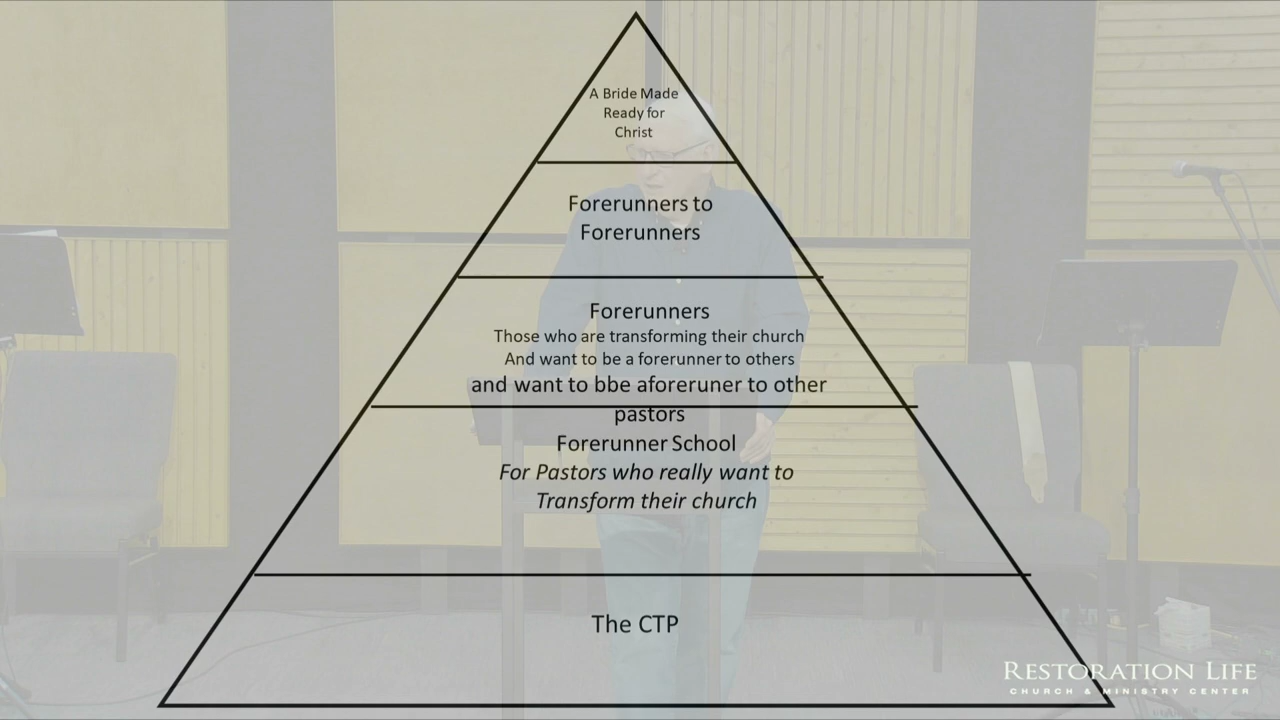 A Bride Made
Ready for
Christ
Forerunners to
Forerunners
Forerunners
Those who are transforming their church
And want to be a forerunner to others
and want to bbe aforeruner to other
pastors
Forerunner School
For Pastors who really want to
Transform their church
The CTP
RESTORATION LIFE
CHURCH & MINISTRY CENTER